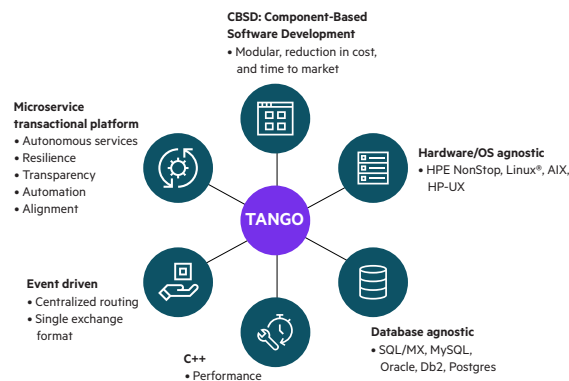 CBSD: Component-Based
Software Development
• Modular, reduction in cost,
and time to market
Microservice
transactional platform
• Autonomous services
• Resilience
• Transparency
• Automation
• Alignment
Hardware/OS agnostic
• HPE NonStop, Linux®, AIX,
HP-UX
TANGO
Event driven
• Centralized routing
• Single exchange
format
C++
• Performance
Database agnostic
• SQL/MX, MySQL,
Oracle, Db2, Postgres